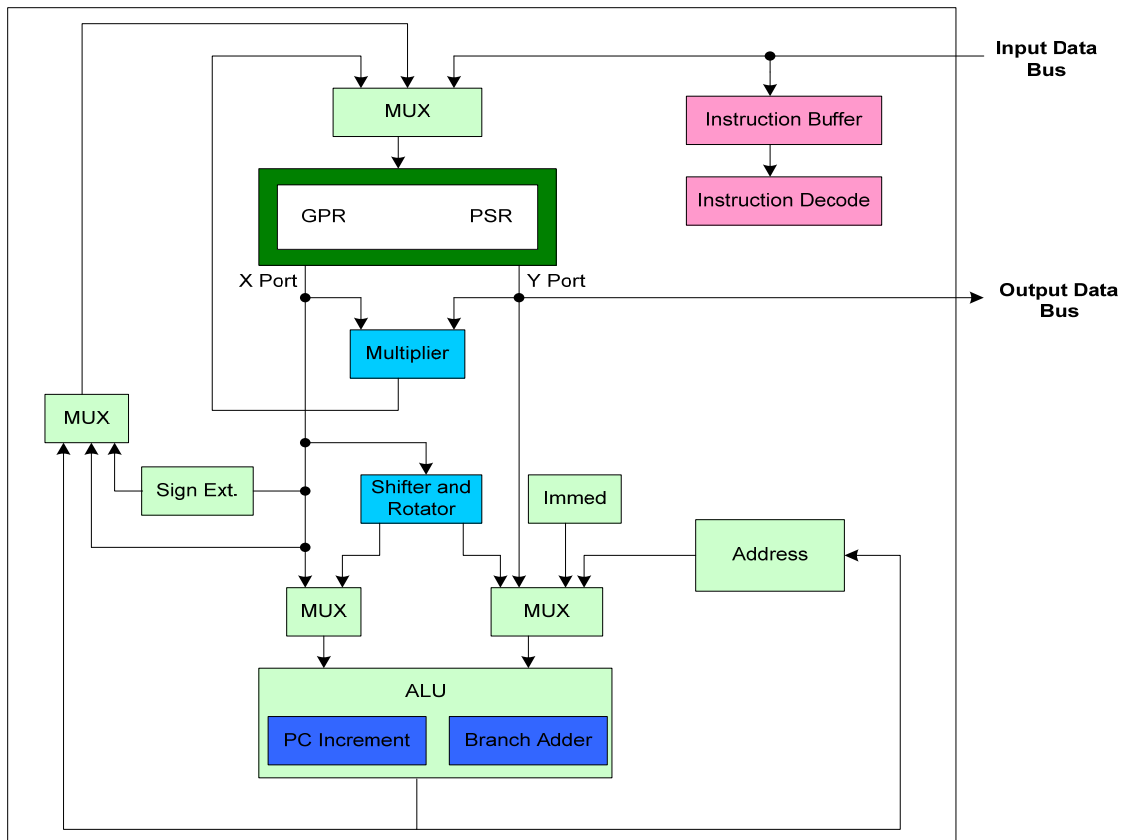 Input Data
Bus
MUX
Instruction Buffer
Instruction Decode
GPR
PSR
X Port
Y Port
Output Data
Bus
Multiplier
MUX
Sign Ext.
Shifter and
Rotator
Immed
Address
MUX
MUX
ALU
PC Increment
Branch Adder